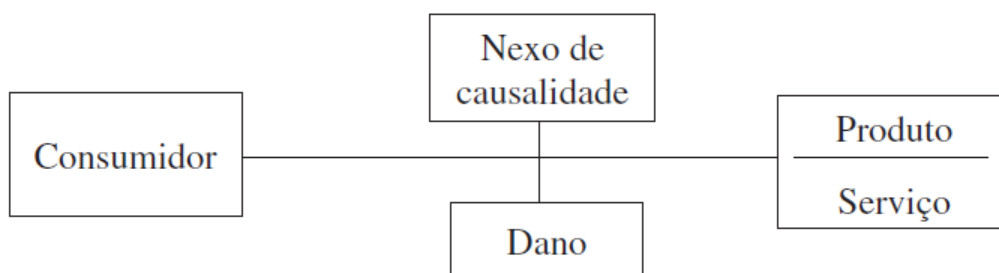 Nexo de
causalidade
Consumidor
Produto
Serviço
Dano